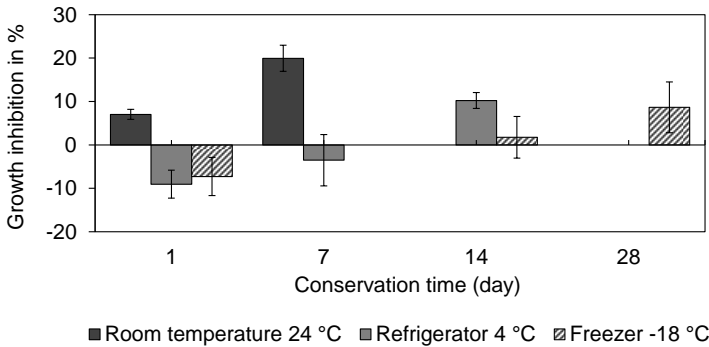 Growth inhibition in %
30
20
10
0
-10
-20
1 7 14 28
Conservation time (day)
Room temperature 24 °C Refrigerator 4 °C Freezer -18 °C